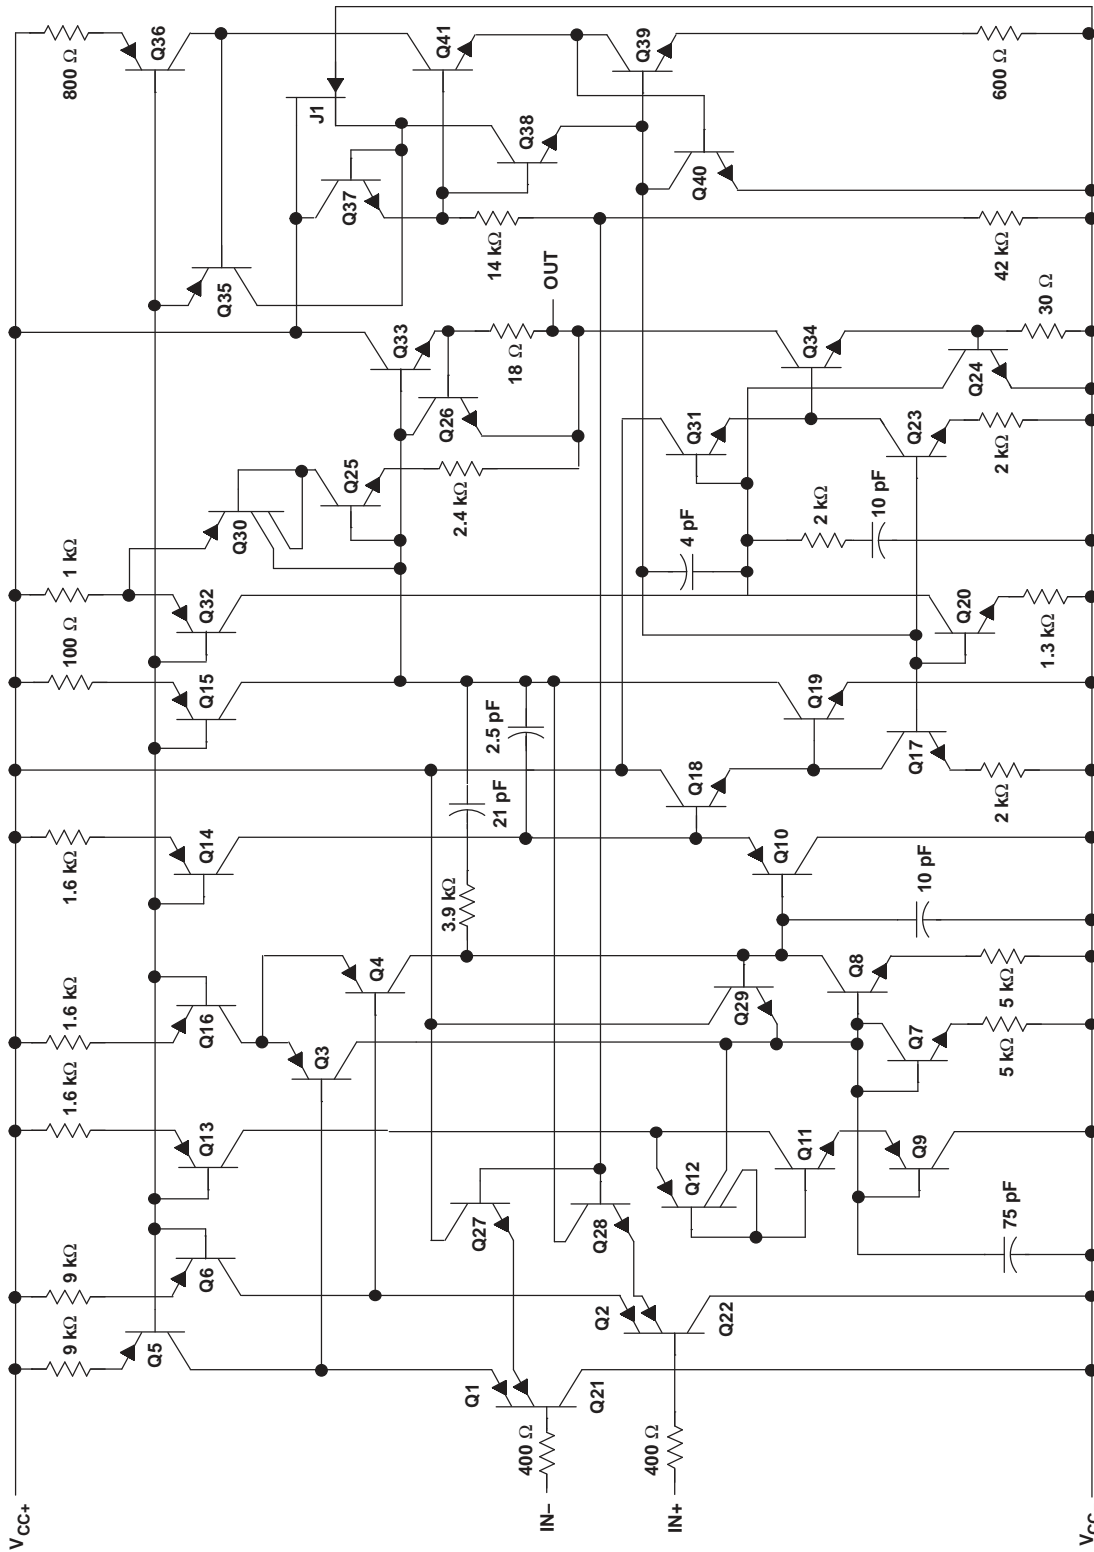 VCC+
9 kΩ
9 kΩ
1.6 kΩ
1.6 kΩ
1.6 kΩ
100 Ω
1 kΩ
800 Ω
Q5
Q6
Q13
Q16
Q14
Q15
Q32
Q30
Q35
Q36
Q3
Q4
Q25
Q37
J1
2.4 kΩ
Q26
Q33
Q41
Q38
18 Ω
14 kΩ
OUT
IN−
400 Ω
Q1
Q21
Q27
3.9 kΩ
21 pF
2.5 pF
IN+
400 Ω
Q2
Q22
Q28
Q12
Q29
Q18
Q31
Q39
Q40
4 pF
2 kΩ
10 pF
Q34
Q11
Q10
Q19
Q9
Q7
Q8
Q17
Q20
Q23
Q24
75 pF
5 kΩ
5 kΩ
10 pF
2 kΩ
1.3 kΩ
2 kΩ
30 Ω
42 kΩ
600 Ω
VCC−